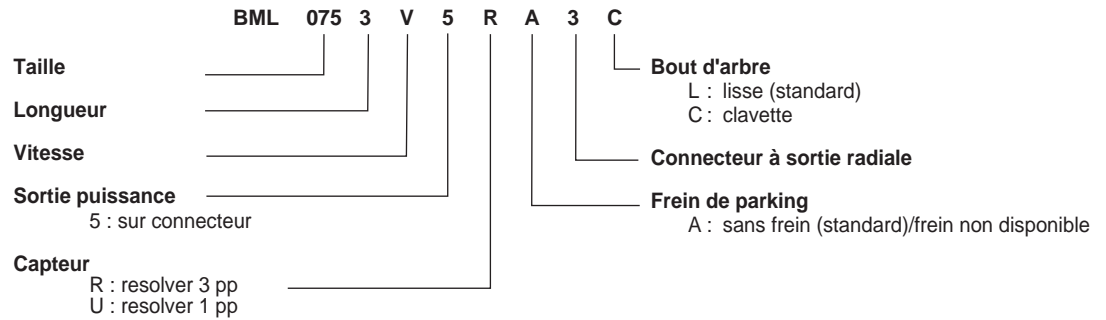 BML 075 3 V 5 R A 3 C
Taille
Longueur
Vitesse
Sortie puissance
5 : sur connecteur
Capteur
R : resolver 3 pp
U : resolver 1 pp
Bout d'arbre
L : lisse (standard)
C : clavette
Connecteur à sortie radiale
Frein de parking
A : sans frein (standard)/frein non disponible